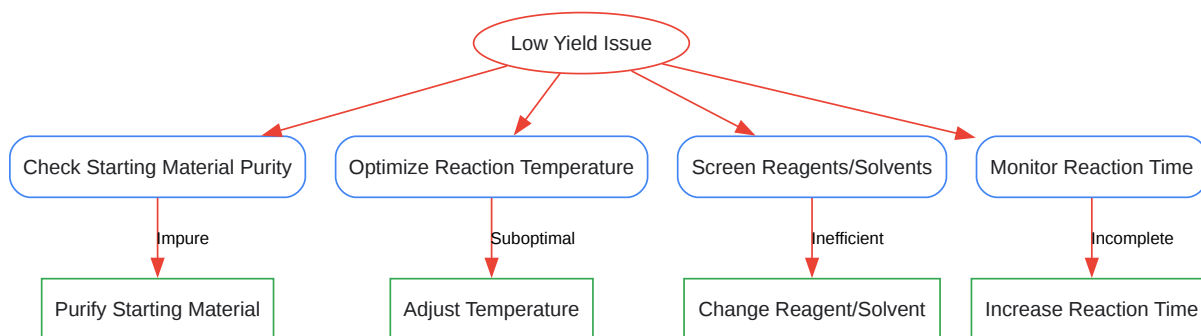 Low Yield Issue
Check Starting Material Purity
Optimize Reaction Temperature
Screen Reagents/Solvents
Monitor Reaction Time
Impure
Suboptimal
Inefficient
Incomplete
Purify Starting Material
Adjust Temperature
Change Reagent/Solvent
Increase Reaction Time